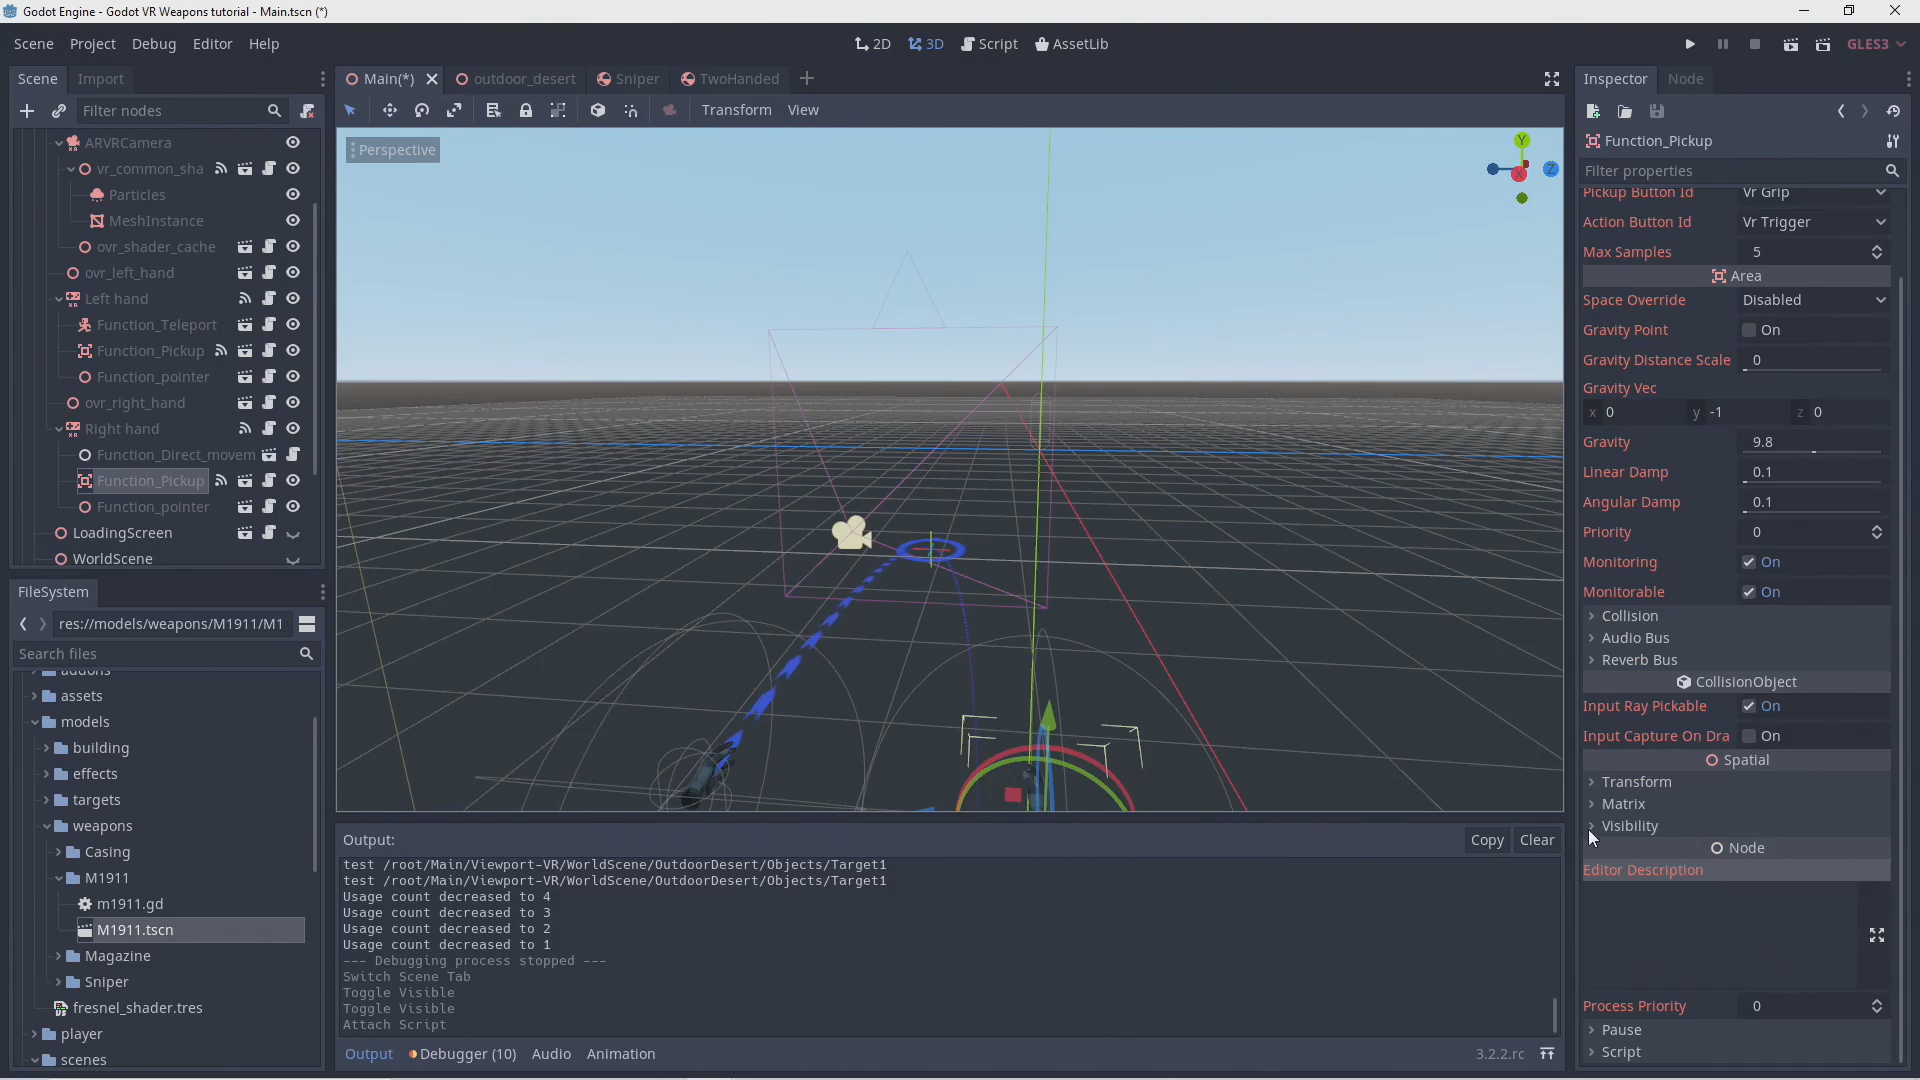 Godot Engine - Godot VR Weapons tutorial - Main.tscn (*)
Scene Project Debug Editor Help
2D 3D Script AssetLib
GLES3
Scene Import
Filter nodes
ARVRCamera
vr_common_sha
Particles
MeshInstance
ovr_shader_cache
ovr_left_hand
Left hand
Function_Teleport
Function_Pickup
Function_pointer
ovr_right_hand
Right hand
Function_Direct_movem
Function_Pickup
Function_pointer
LoadingScreen
WorldScene
FileSystem
res://models/weapons/M1911/M1
Search files
addons
assets
models
building
effects
targets
weapons
Casing
M1911
m1911.gd
M1911.tscn
Magazine
Sniper
fresnel_shader.tres
player
scenes
Main(*) outdoor_desert Sniper TwoHanded
Transform View
Perspective
Y
X
Z
Output:
Copy Clear
test /root/Main/Viewport-VR/WorldScene/OutdoorDesert/Objects/Target1
test /root/Main/Viewport-VR/WorldScene/OutdoorDesert/Objects/Target1
Usage count decreased to 4
Usage count decreased to 3
Usage count decreased to 2
Usage count decreased to 1
--- Debugging process stopped ---
Switch Scene Tab
Toggle Visible
Toggle Visible
Attach Script
Output Debugger (10) Audio Animation
3.2.2.rc
Inspector Node
Function_Pickup
Filter properties
Pickup Button Id Vr Grip
Action Button Id Vr Trigger
Max Samples 5
Area
Space Override Disabled
Gravity Point On
Gravity Distance Scale 0
Gravity Vec
x 0 y -1 z 0
Gravity 9.8
Linear Damp 0.1
Angular Damp 0.1
Priority 0
Monitoring On
Monitorable On
Collision
Audio Bus
Reverb Bus
CollisionObject
Input Ray Pickable On
Input Capture On Dra On
Spatial
Transform
Matrix
Visibility
Node
Editor Description
Process Priority 0
Pause
Script